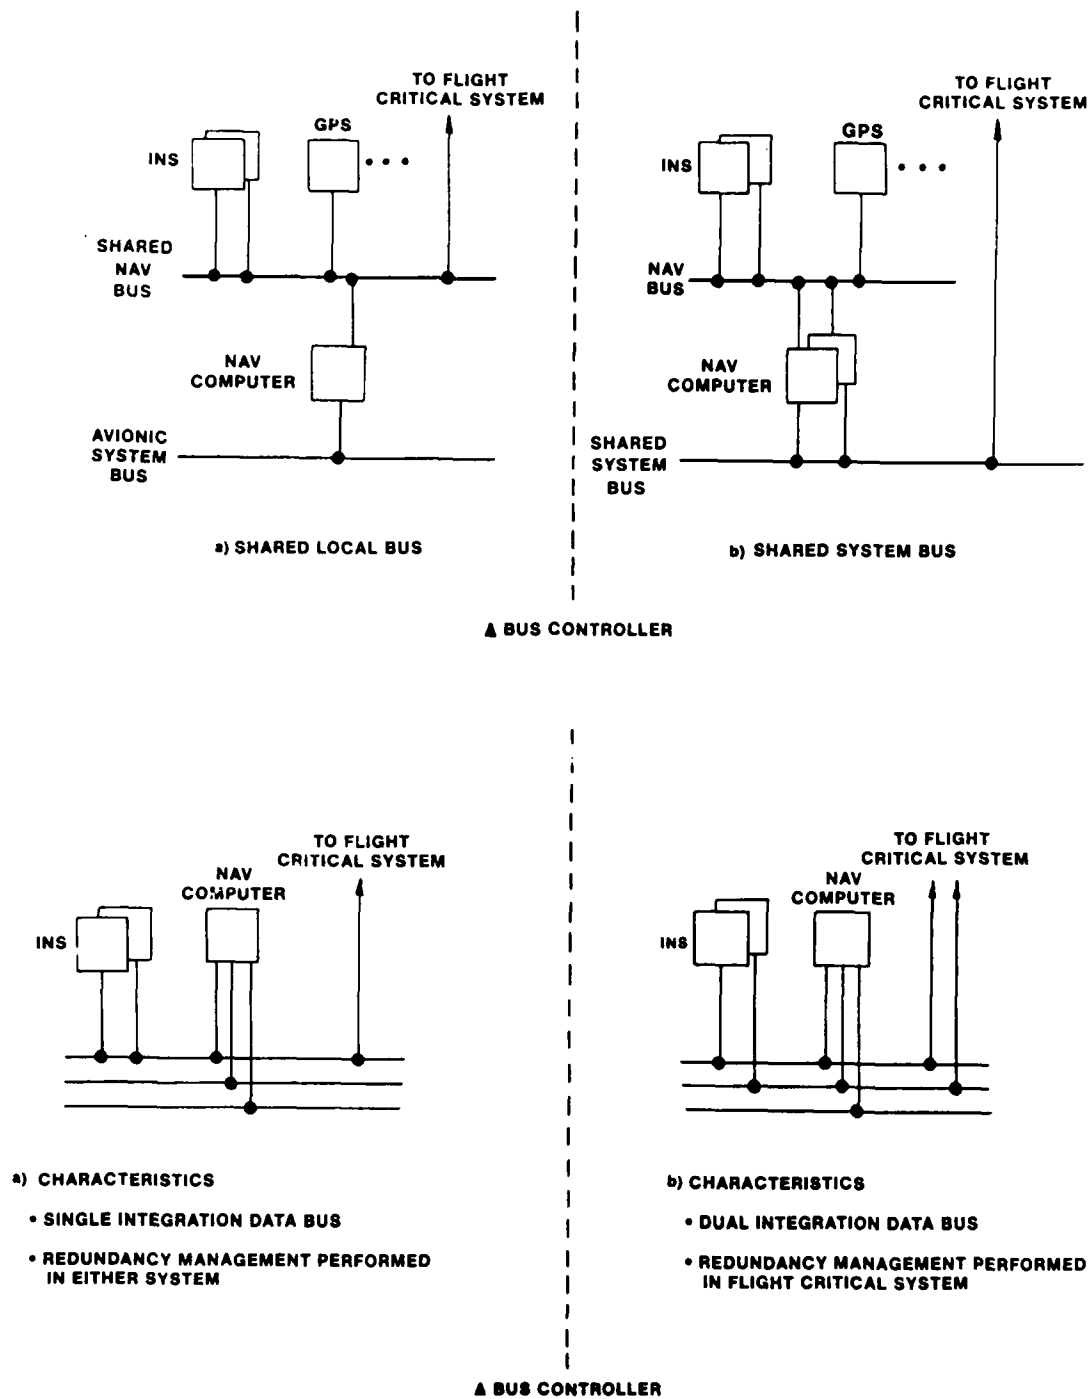 TO FLIGHT
CRITICAL SYSTEM
GPS
INS
SHARED
NAV
BUS
NAV
COMPUTER
AVIONIC
SYSTEM
BUS
a) SHARED LOCAL BUS
TO FLIGHT
CRITICAL SYSTEM
GPS
INS
NAV
BUS
NAV
COMPUTER
SHARED
SYSTEM
BUS
b) SHARED SYSTEM BUS
▲ BUS CONTROLLER
TO FLIGHT
CRITICAL SYSTEM
NAV
COMPUTER
INS
a) CHARACTERISTICS
• SINGLE INTEGRATION DATA BUS
• REDUNDANCY MANAGEMENT PERFORMED
IN EITHER SYSTEM
TO FLIGHT
CRITICAL SYSTEM
NAV
COMPUTER
INS
b) CHARACTERISTICS
• DUAL INTEGRATION DATA BUS
• REDUNDANCY MANAGEMENT PERFORMED
IN FLIGHT CRITICAL SYSTEM
▲ BUS CONTROLLER